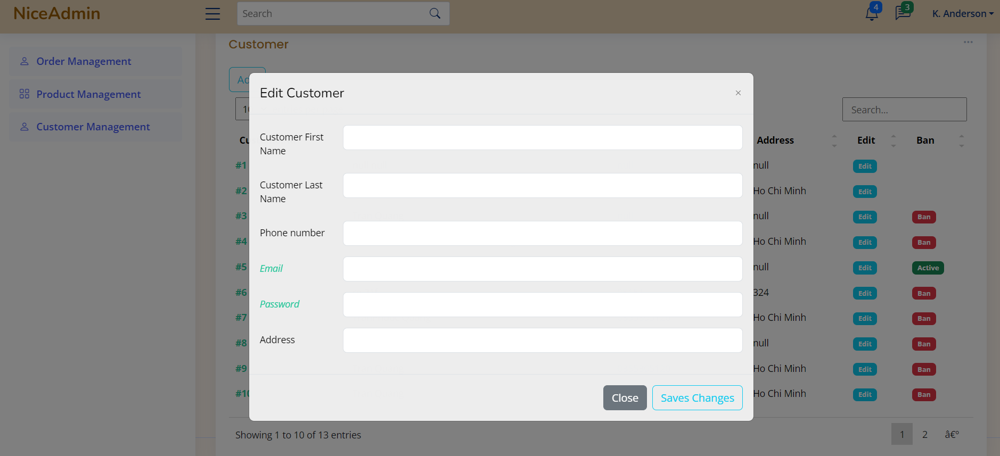 NiceAdmin
Search
4
3
K. Anderson
Order Management
Product Management
Customer Management
Customer
Edit Customer
×
Search...
Address Edit Ban
Customer First
Name
Customer Last
Name
Phone number
Email
Password
Address
Close Saves Changes
#1 null Edit
#2 Ho Chi Minh Edit
#3 null Edit Ban
#4 Ho Chi Minh Edit Ban
#5 null Edit Active
#6 324 Edit Ban
#7 Ho Chi Minh Edit Ban
#8 null Edit Ban
#9 Ho Chi Minh Edit Ban
#10 Ho Chi Minh Edit Ban
Showing 1 to 10 of 13 entries
1 2 â€º